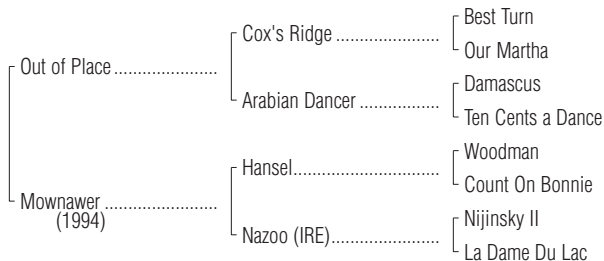 Best Turn
Cox's Ridge ..................
Our Martha
Out of Place ..................
Damascus
Arabian Dancer ..............
Ten Cents a Dance
Woodman
Hansel.........................
Count On Bonnie
Mownawer ...................
(1994)
Nijinsky II
Nazoo (IRE)...................
La Dame Du Lac